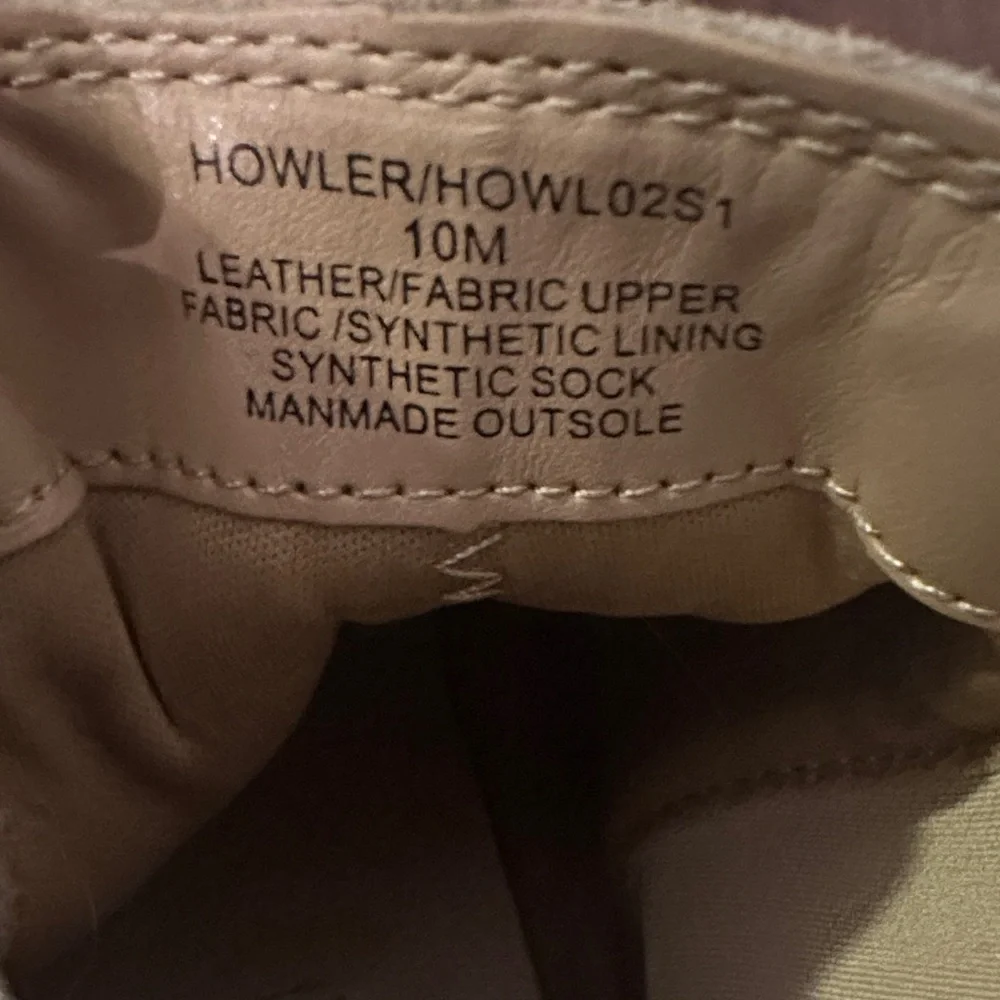 HOWLER/HOWL02S1
10M
LEATHER/FABRIC UPPER
FABRIC /SYNTHETIC LINING
SYNTHETIC SOCK
MANMADE OUTSOLE